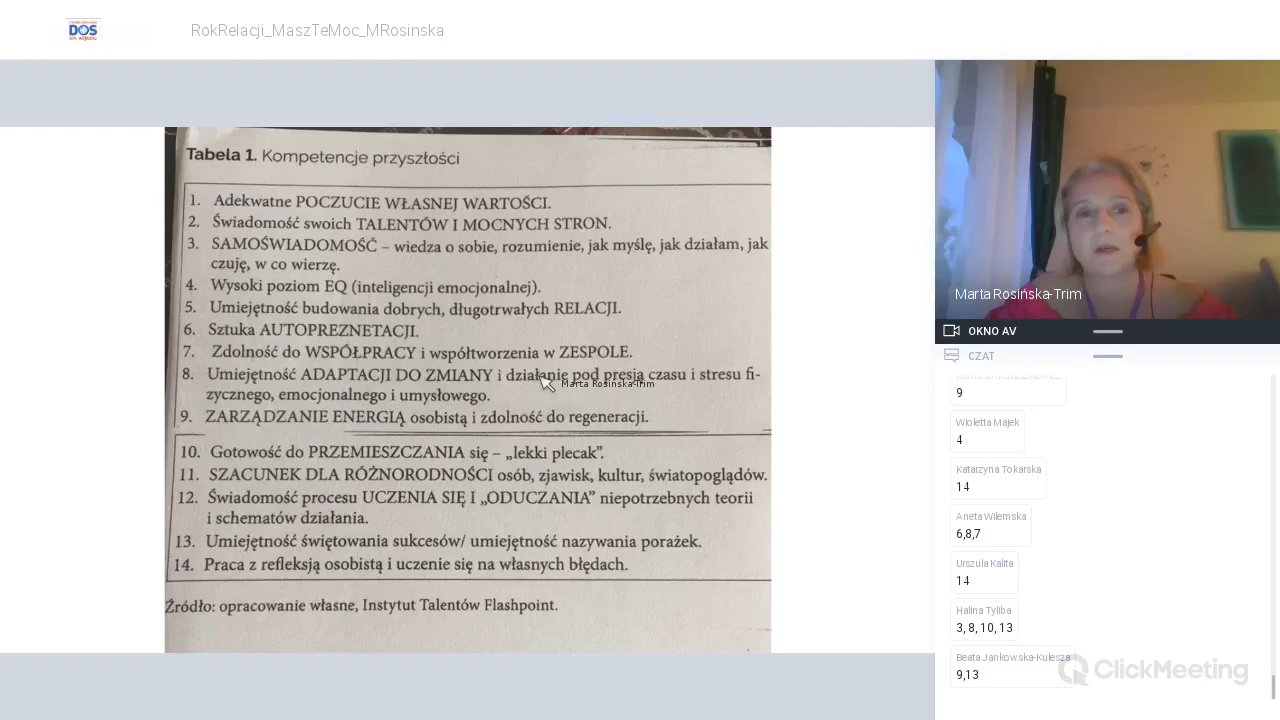 DOS
RokRelacji_MaszTeMoc_MRosinska
Tabela 1. Kompetencje przyszłości
1. Adekwatne POCZUCIE WŁASNEJ WARTOŚCI.
2. Świadomość swoich TALENTÓW I MOCNYCH STRON.
3. SAMOŚWIADOMOŚĆ – wiedza o sobie, rozumienie, jak myślę, jak działam, jak
czuję, w co wierzę.
4. Wysoki poziom EQ (inteligencji emocjonalnej).
5. Umiejętność budowania dobrych, długotrwałych RELACJI.
6. Sztuka AUTOPREZNETACJI.
7. Zdolność do WSPÓŁPRACY i współtworzenia w ZESPOLE.
8. Umiejętność ADAPTACJI DO ZMIANY i działanie pod presją czasu i stresu fi-
zycznego, emocjonalnego i umysłowego.
Marta Rosińska-Trim
9. ZARZĄDZANIE ENERGIĄ osobistą i zdolność do regeneracji.
10. Gotowość do PRZEMIESZCZANIA się – „lekki plecak”.
11. SZACUNEK DLA RÓŻNORODNOŚCI osób, zjawisk, kultur, światopoglądów.
12. Świadomość procesu UCZENIA SIĘ I „ODUCZANIA” niepotrzebnych teorii
i schematów działania.
13. Umiejętność świętowania sukcesów/ umiejętność nazywania porażek.
14. Praca z refleksją osobistą i uczenie się na własnych błędach.
Źródło: opracowanie własne, Instytut Talentów Flashpoint.
Marta Rosińska-Trim
OKNO AV
CZAT
9
Wioletta Majek
4
Katarzyna Tokarska
14
Aneta Wilemska
6,8,7
Urszula Kalita
14
Halina Tyliba
3, 8, 10, 13
Beata Jankowska-Kulesza
9,13
ClickMeeting